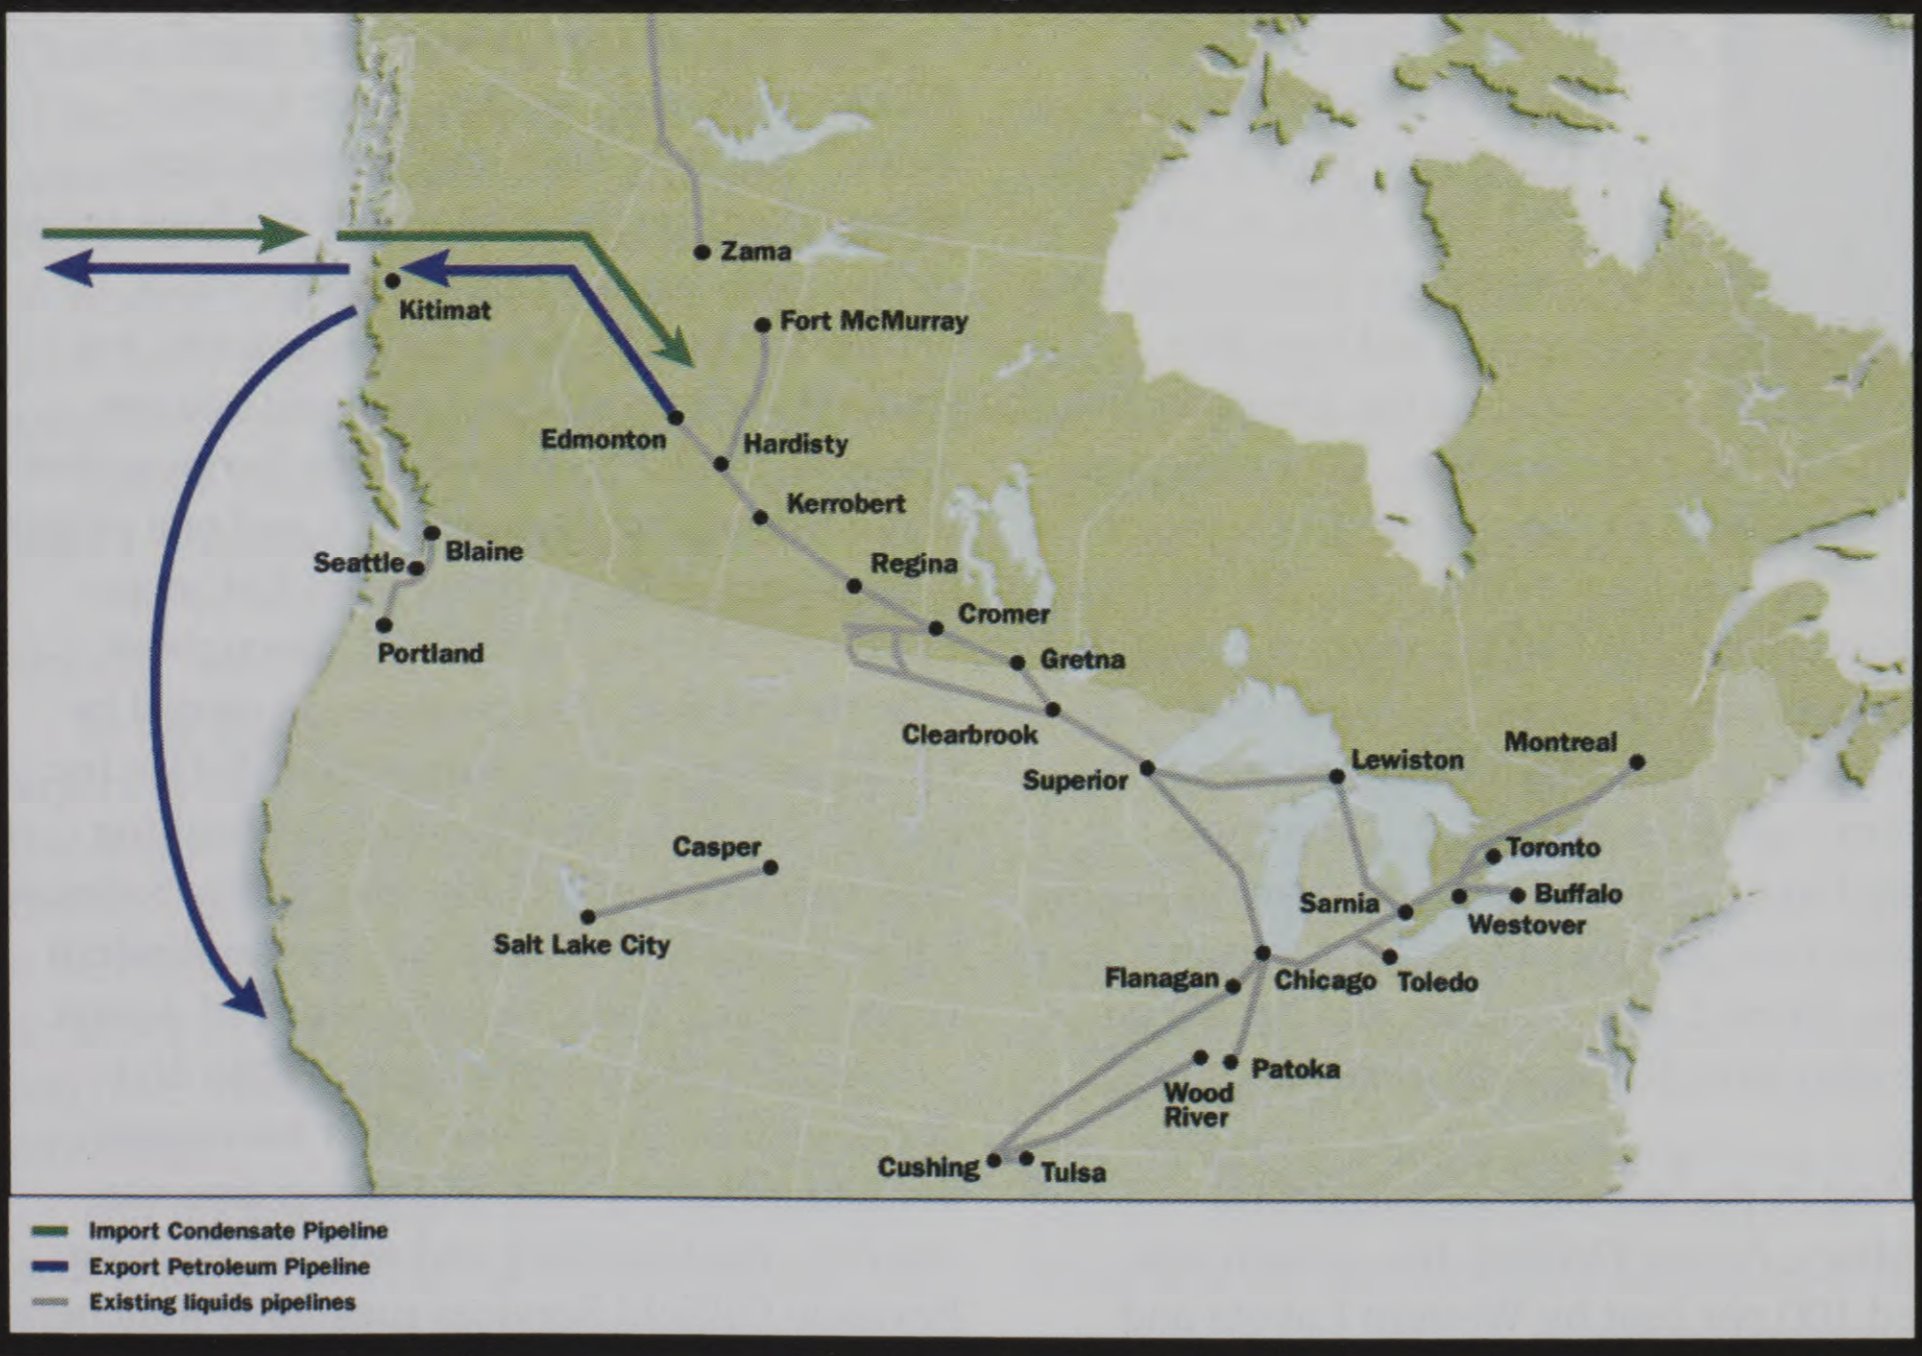 Zama
Kitimat
Fort McMurray
Edmonton
Hardisty
Kerrobert
Seattle
Blaine
Regina
Cromer
Portland
Gretna
Clearbrook
Superior
Lewiston
Montreal
Casper
Toronto
Salt Lake City
Sarnia
Buffalo
Westover
Flanagan
Chicago
Toledo
Patoka
Wood
River
Cushing
Tulsa
Import Condensate Pipeline
Export Petroleum Pipeline
Existing liquids pipelines